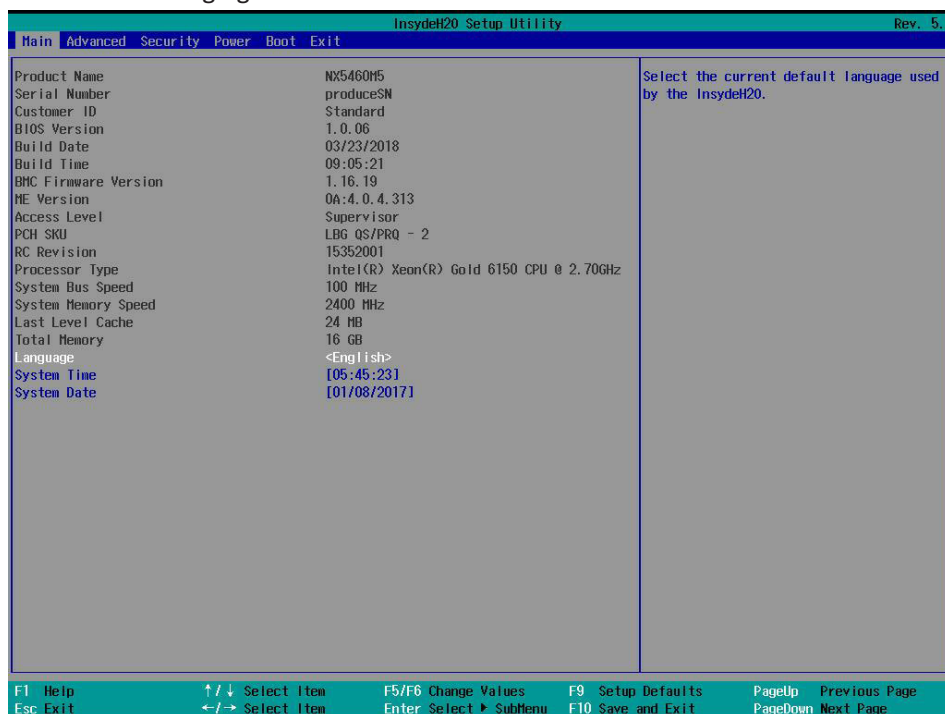 InsydeH20 Setup Utility Rev. 5.
Main Advanced Security Power Boot Exit
Product Name NX5460M5
Serial Number produceSN
Customer ID Standard
BIOS Version 1.0.06
Build Date 03/23/2018
Build Time 09:05:21
BMC Firmware Version 1.16.19
ME Version 0A:4.0.4.313
Access Level Supervisor
PCH SKU LBG QS/PRQ - 2
RC Revision 15352001
Processor Type Intel(R) Xeon(R) Gold 6150 CPU @ 2.70GHz
System Bus Speed 100 MHz
System Memory Speed 2400 MHz
Last Level Cache 24 MB
Total Memory 16 GB
Language <English>
System Time [05:45:23]
System Date [01/08/2017]
Select the current default language used
by the InsydeH20.
F1 Help ↑/↓ Select Item F5/F6 Change Values F9 Setup Defaults PageUp Previous Page
Esc Exit ←/→ Select Item Enter Select ▶ SubMenu F10 Save and Exit PageDown Next Page